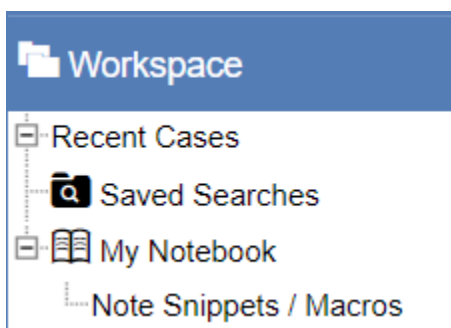 Workspace
Recent Cases
Saved Searches
My Notebook
Note Snippets / Macros